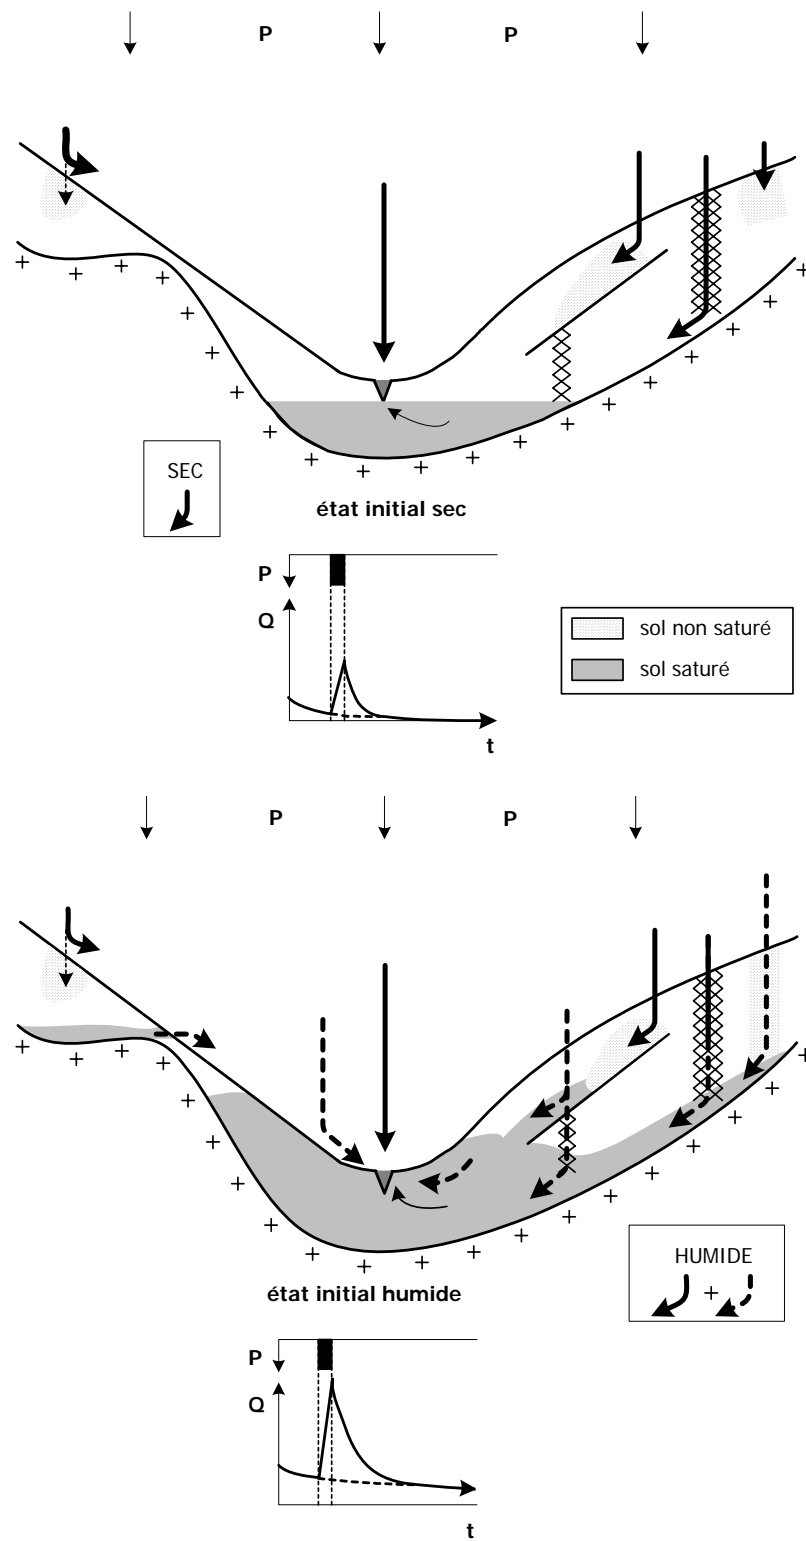 P P
SEC
état initial sec
P
Q
sol non saturé
sol saturé
t
P P
HUMIDE
+
état initial humide
P
Q
t